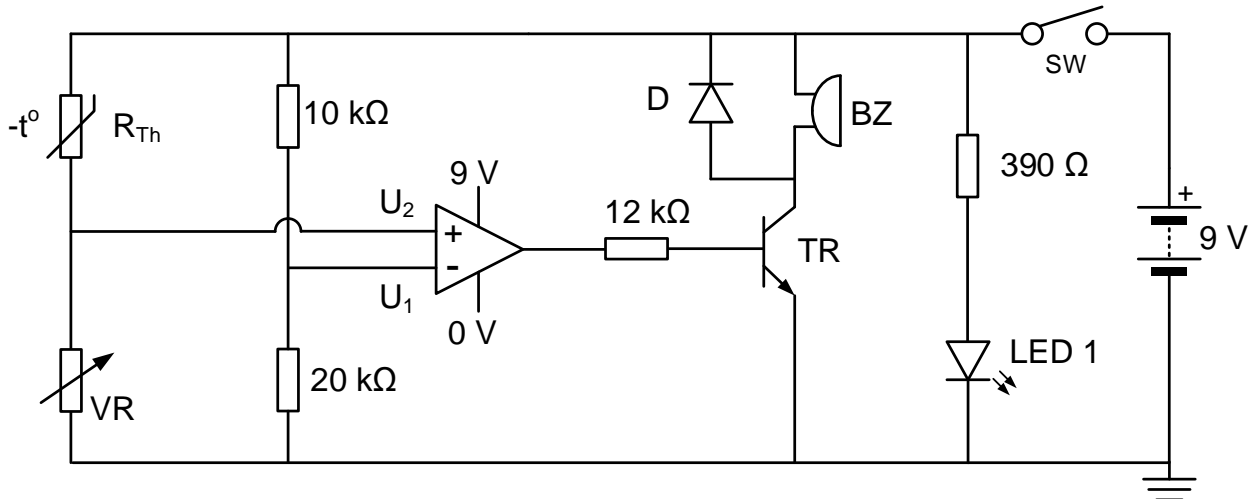 -t° R_Th
10 kΩ
D
BZ
SW
390 Ω
+
9 V
9 V
U₂
+
-
U₁
0 V
12 kΩ
TR
VR
20 kΩ
LED 1